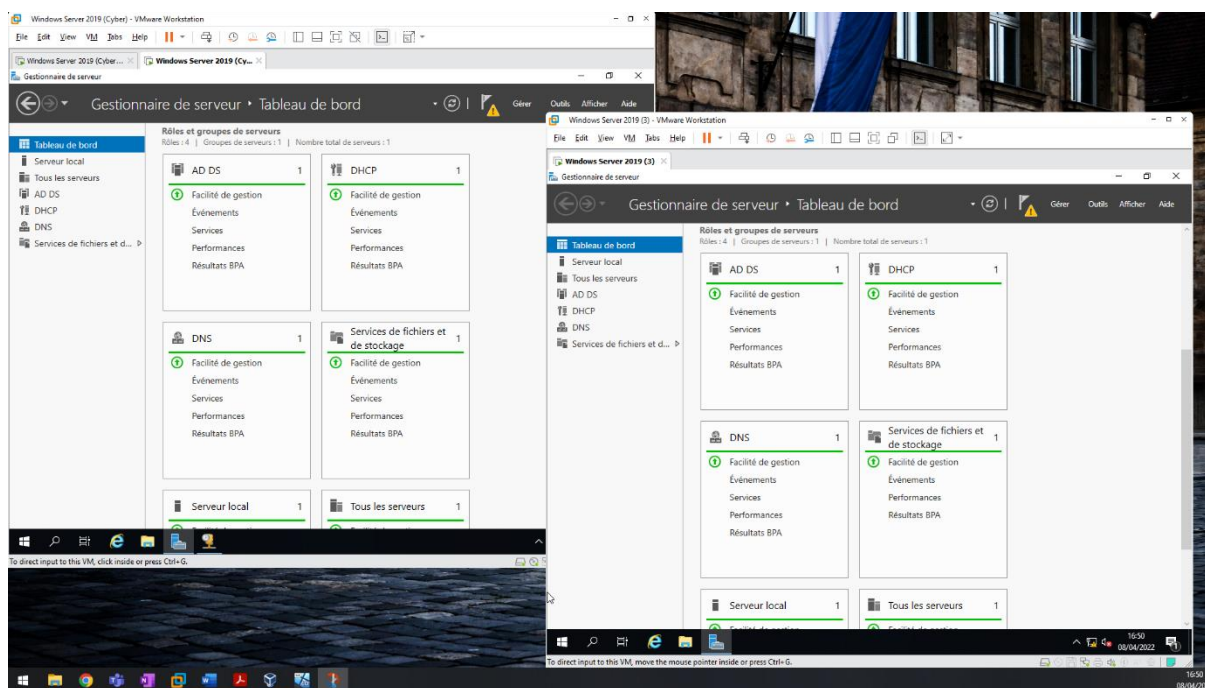 Windows Server 2019 (Cyber) - VMware Workstation
File Edit View VM Tabs Help
Windows Server 2019 (Cyber... Windows Server 2019 (Cy...
Gestionnaire de serveur
Gestionnaire de serveur • Tableau de bord Gérer Outils Afficher Aide
Tableau de bord
Serveur local
Tous les serveurs
AD DS
DHCP
DNS
Services de fichiers et d...
Rôles et groupes de serveurs
Rôles : 4 | Groupes de serveurs : 1 | Nombre total de serveurs : 1
AD DS 1
Facilité de gestion
Événements
Services
Performances
Résultats BPA
DHCP 1
Facilité de gestion
Événements
Services
Performances
Résultats BPA
DNS 1
Facilité de gestion
Événements
Services
Performances
Résultats BPA
Services de fichiers et
de stockage 1
Facilité de gestion
Événements
Services
Performances
Résultats BPA
Serveur local 1
Tous les serveurs 1
To direct input to this VM, click inside or press Ctrl+G.
Windows Server 2019 (3) - VMware Workstation
File Edit View VM Tabs Help
Windows Server 2019 (3)
Gestionnaire de serveur
Gestionnaire de serveur • Tableau de bord Gérer Outils Afficher Aide
Tableau de bord
Serveur local
Tous les serveurs
AD DS
DHCP
DNS
Services de fichiers et d...
Rôles et groupes de serveurs
Rôles : 4 | Groupes de serveurs : 1 | Nombre total de serveurs : 1
AD DS 1
Facilité de gestion
Événements
Services
Performances
Résultats BPA
DHCP 1
Facilité de gestion
Événements
Services
Performances
Résultats BPA
DNS 1
Facilité de gestion
Événements
Services
Performances
Résultats BPA
Services de fichiers et
de stockage 1
Facilité de gestion
Événements
Performances
Résultats BPA
Serveur local 1
Tous les serveurs 1
16:50
08/04/2022
To direct input to this VM, move the mouse pointer inside or press Ctrl+G.
16:50
08/04/20